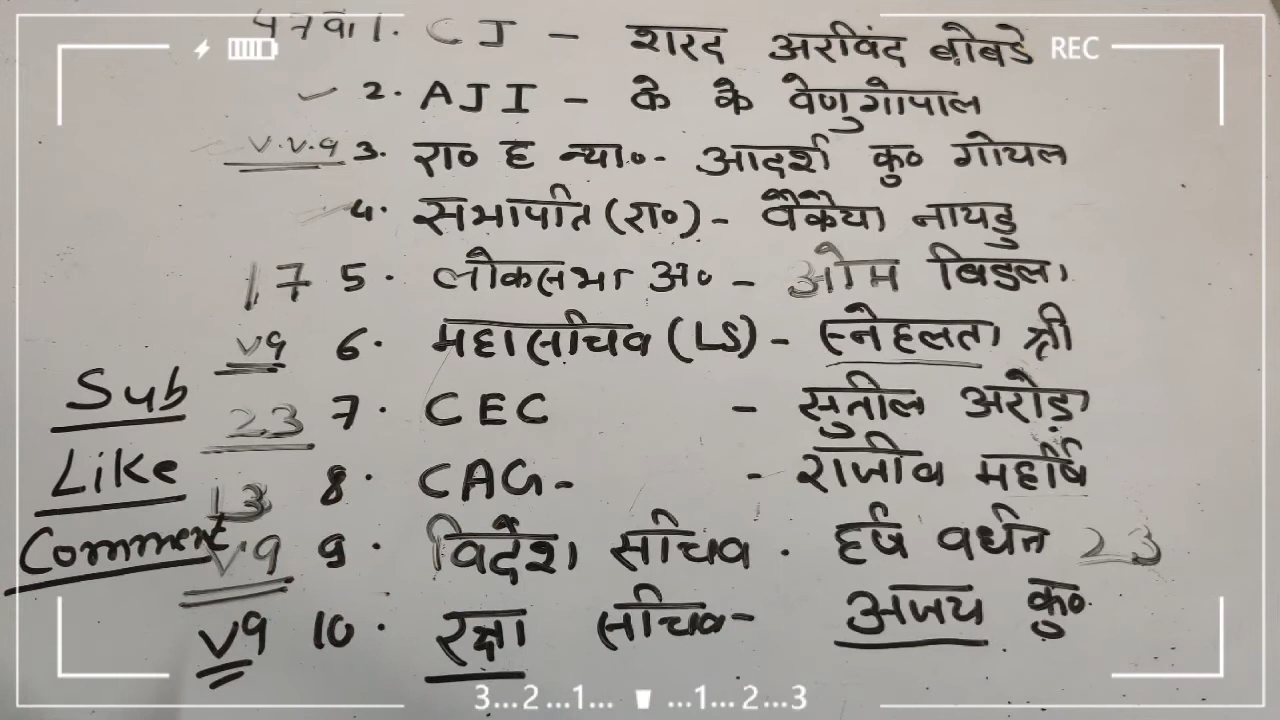 1. CJ - शरद अरविंद बोबडे
REC
2. AJI - के के वेणुगोपाल
V.V.9 3. रा० ह न्या०- आदर्श कु० गोयल
4. सभापति (रा०) - वैंकैया नायडु
17 5. लोकसभा अ० - ओम बिडला
V9 6. महासचिव (LS) - स्नेहलता श्री
Sub
23 7. CEC - सुनील अरोड़ा
Like
13 8. CAG - - राजीव महर्षि
Comment
V9 9. विदेश सचिव . हर्ष वर्धन 23
V9 10. रक्षा सचिव - अजय कु०
3...2...1... ...1...2...3